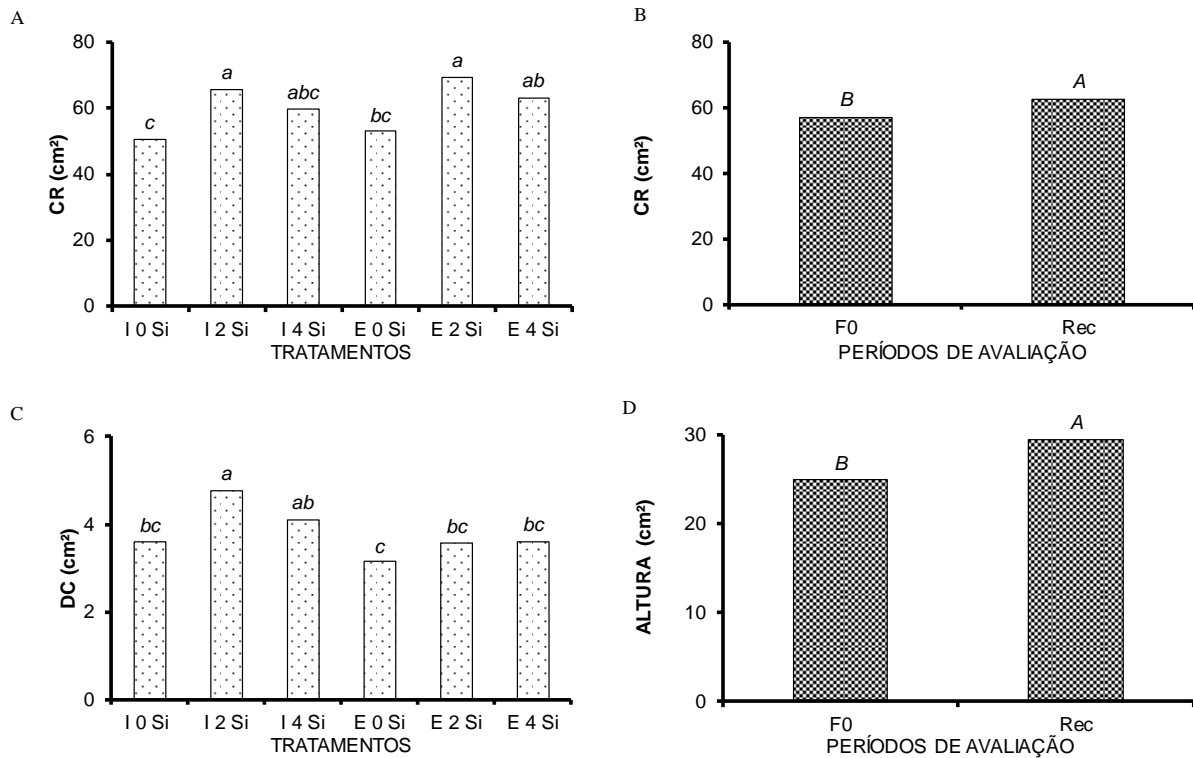 A
80
60
40
20
0
CR (cm²)
c
a
abc
bc
a
ab
I 0 Si
I 2 Si
I 4 Si
E 0 Si
E 2 Si
E 4 Si
TRATAMENTOS
B
80
60
40
20
0
CR (cm²)
B
A
F0
Rec
PERÍODOS DE AVALIAÇÃO
C
6
4
2
0
DC (cm²)
bc
a
ab
c
bc
bc
I 0 Si
I 2 Si
I 4 Si
E 0 Si
E 2 Si
E 4 Si
TRATAMENTOS
D
30
20
10
0
ALTURA (cm²)
B
A
F0
Rec
PERÍODOS DE AVALIAÇÃO